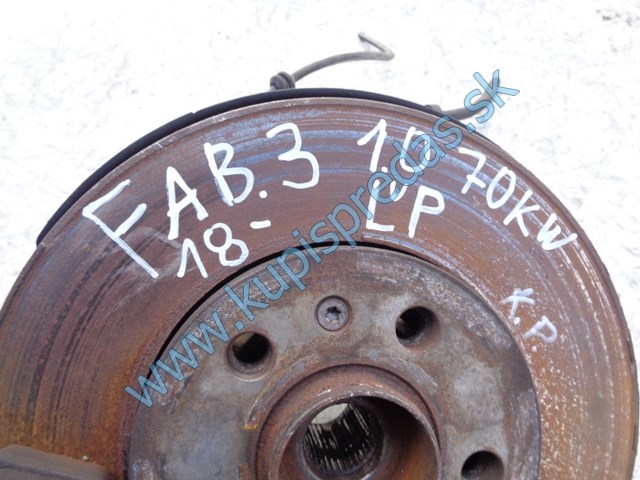 FAB.3 1.0 70KW
18- LP
K.P.
www.kupispredas.sk